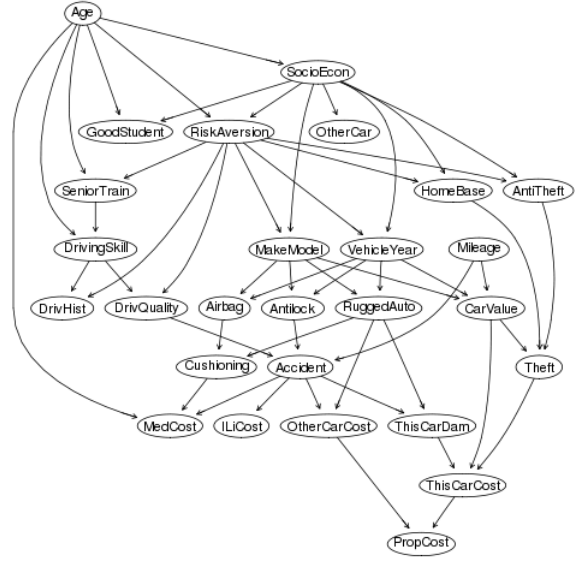 Age
SocioEcon
GoodStudent RiskAversion OtherCar
SeniorTrain HomeBase AntiTheft
DrivingSkill MakeModel VehicleYear Mileage
DrivHist DrivQuality Airbag Antilock RuggedAuto CarValue
Cushioning Accident Theft
MedCost ILiCost OtherCarCost ThisCarDam
ThisCarCost
PropCost